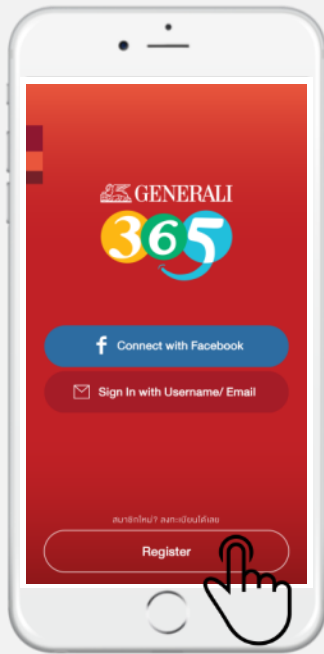 GENERALI
365
Connect with Facebook
Sign In with Username/ Email
สมาชิกใหม่? ลงทะเบียนได้เลย
Register